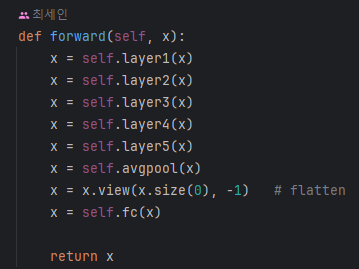 최세인
def forward(self, x):
    x = self.layer1(x)
    x = self.layer2(x)
    x = self.layer3(x)
    x = self.layer4(x)
    x = self.layer5(x)
    x = self.avgpool(x)
    x = x.view(x.size(0), -1)   # flatten
    x = self.fc(x)

    return x